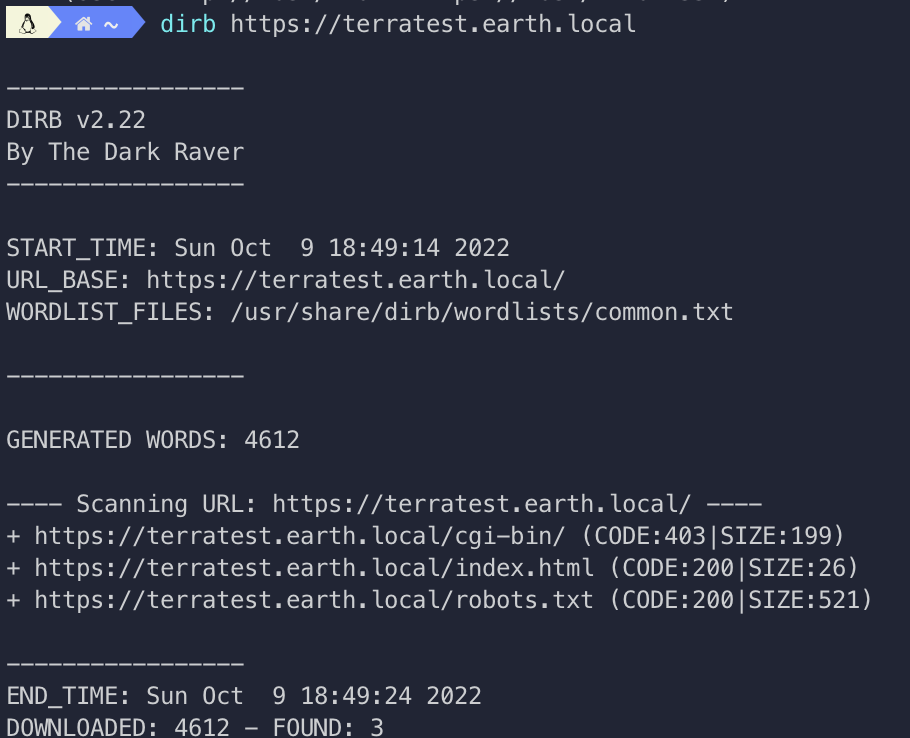 ~ dirb https://terratest.earth.local
-----------------
DIRB v2.22
By The Dark Raver
-----------------
START_TIME: Sun Oct  9 18:49:14 2022
URL_BASE: https://terratest.earth.local/
WORDLIST_FILES: /usr/share/dirb/wordlists/common.txt
-----------------
GENERATED WORDS: 4612
---- Scanning URL: https://terratest.earth.local/ ----
+ https://terratest.earth.local/cgi-bin/ (CODE:403|SIZE:199)
+ https://terratest.earth.local/index.html (CODE:200|SIZE:26)
+ https://terratest.earth.local/robots.txt (CODE:200|SIZE:521)
-----------------
END_TIME: Sun Oct  9 18:49:24 2022
DOWNLOADED: 4612 - FOUND: 3